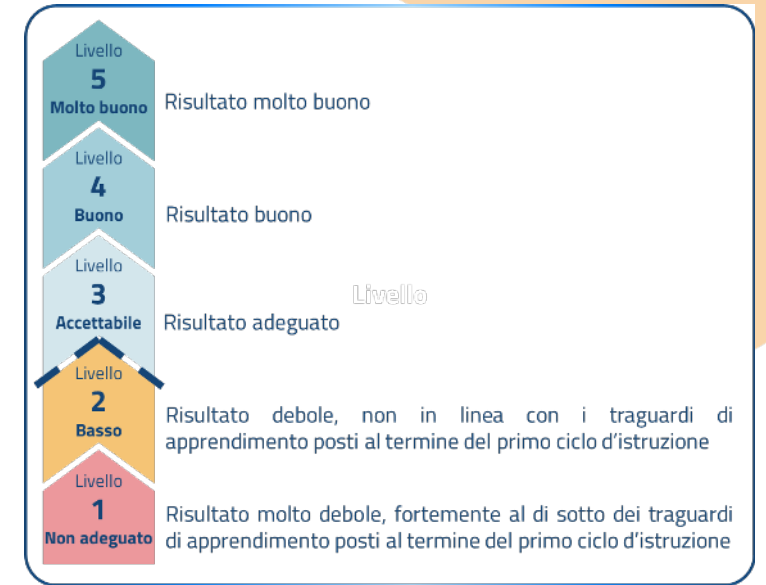 Livello
5
Molto buono
Risultato molto buono
Livello
4
Buono
Risultato buono
Livello
3
Accettabile
Livello
Risultato adeguato
Livello
2
Basso
Risultato debole, non in linea con i traguardi di
apprendimento posti al termine del primo ciclo d'istruzione
Livello
1
Non adeguato
Risultato molto debole, fortemente al di sotto dei traguardi
di apprendimento posti al termine del primo ciclo d'istruzione